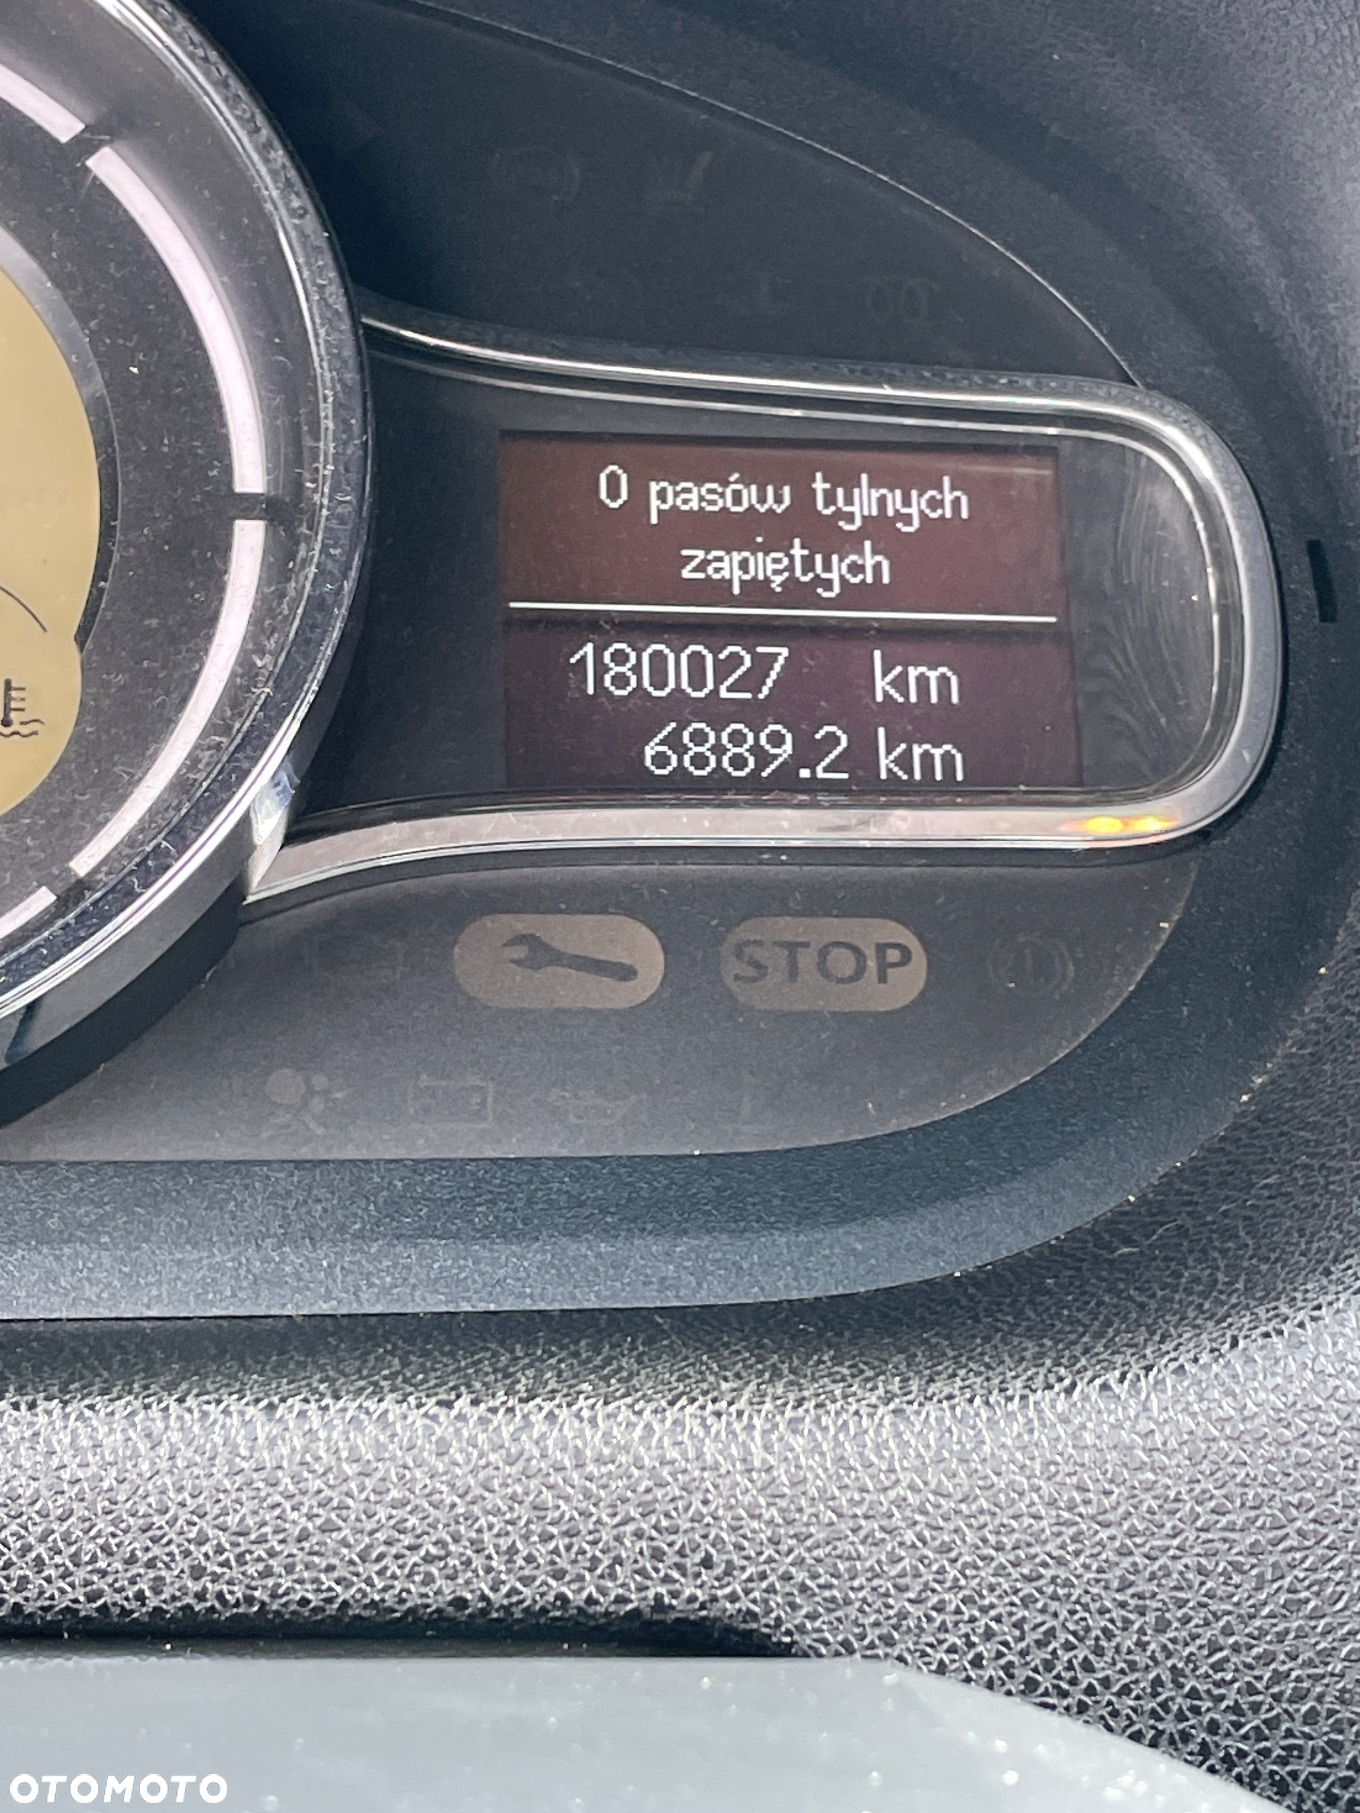 0 pasów tylnych
zapiętych
180027 km
6889.2 km
STOP
OTOMOTO